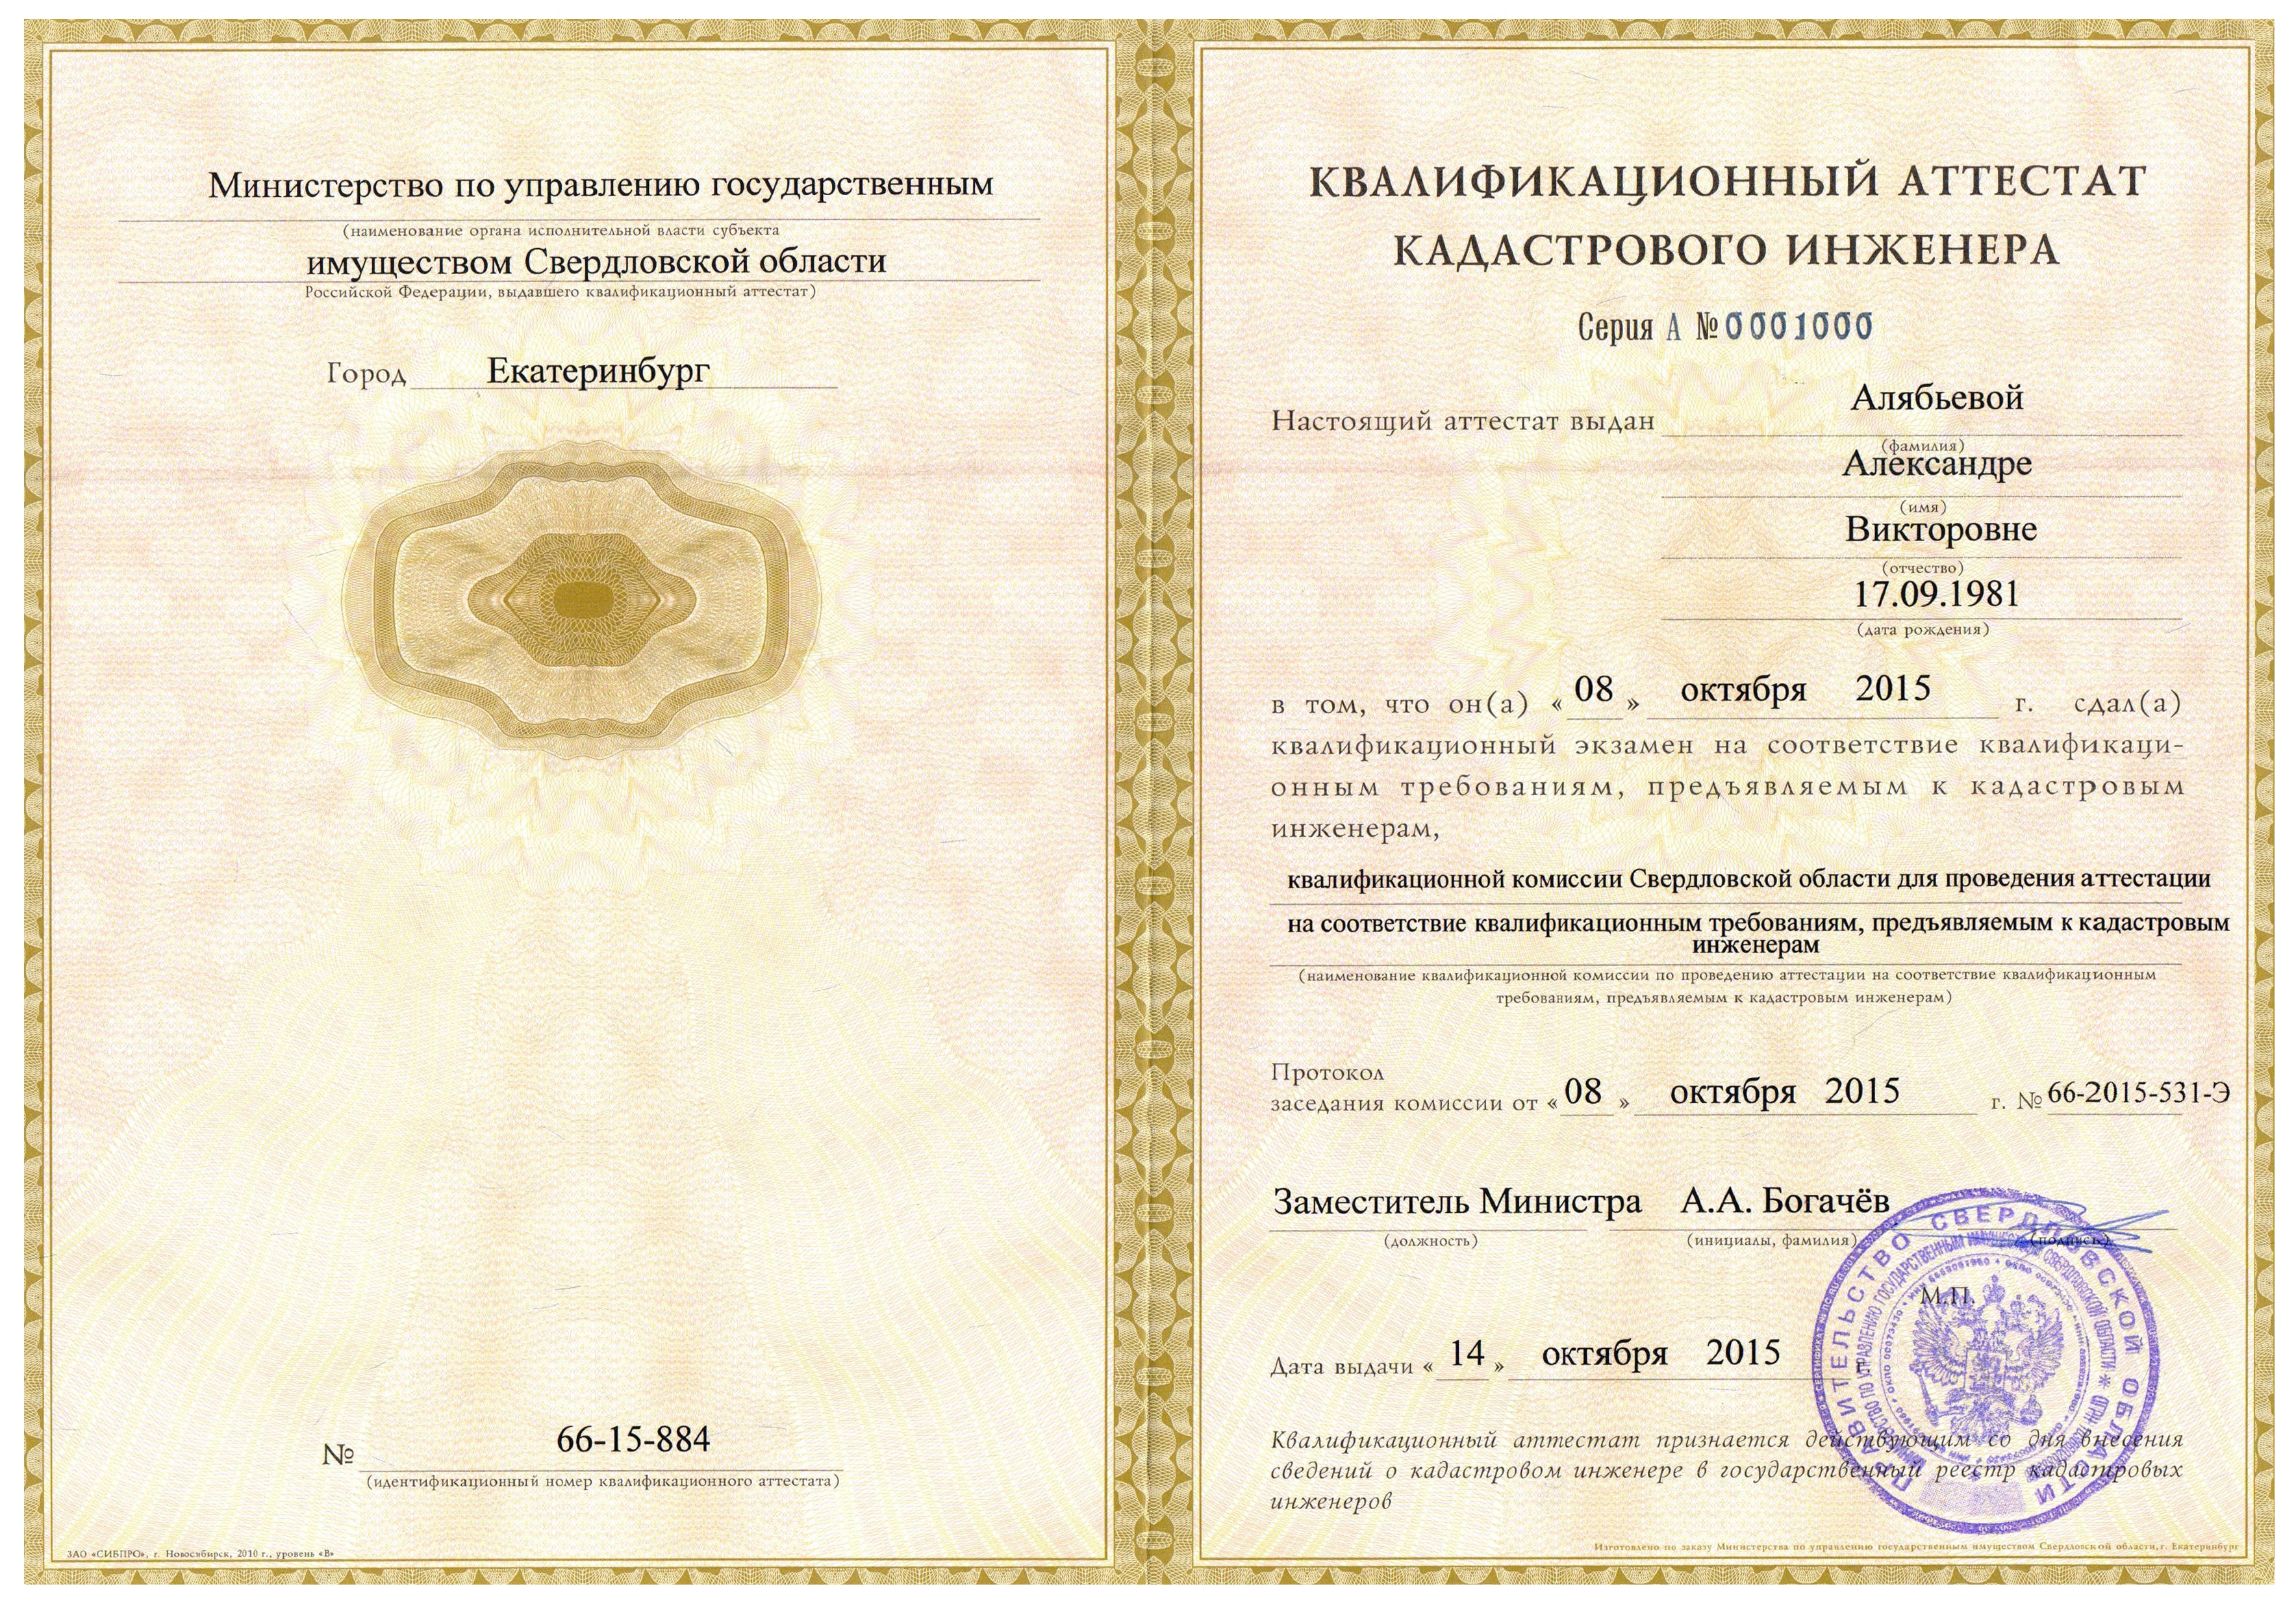 Министерство по управлению государственным
(наименование органа исполнительной власти субъекта
имуществом Свердловской области
Российской Федерации, выдавшего квалификационный аттестат)
Город Екатеринбург
№ 66-15-884
(идентификационный номер квалификационного аттестата)
ЗАО «СИБПРО», г. Новосибирск, 2010 г., уровень «В»
КВАЛИФИКАЦИОННЫЙ АТТЕСТАТ
КАДАСТРОВОГО ИНЖЕНЕРА
Серия А №0001000
Алябьевой
Настоящий аттестат выдан
(фамилия)
Александре
(имя)
Викторовне
(отчество)
17.09.1981
(дата рождения)
в том, что он(а) «08» октября 2015 г. сдал(а)
квалификационный экзамен на соответствие квалификаци-
онным требованиям, предъявляемым к кадастровым
инженерам,
квалификационной комиссии Свердловской области для проведения аттестации
на соответствие квалификационным требованиям, предъявляемым к кадастровым
инженерам
(наименование квалификационной комиссии по проведению аттестации на соответствие квалификационным
требованиям, предъявляемым к кадастровым инженерам)
Протокол
заседания комиссии от «08» октября 2015 г. № 66-2015-531-Э
Заместитель Министра А.А. Богачёв
(должность) (инициалы, фамилия) (подпись)
М.П.
Дата выдачи «14» октября 2015 г.
Квалификационный аттестат признается действующим со дня внесения
сведений о кадастровом инженере в государственный реестр кадастровых
инженеров
Изготовлено по заказу Министерства по управлению государственным имуществом Свердловской области, г. Екатеринбург
ПРАВИТЕЛЬСТВО СВЕРДЛОВСКОЙ ОБЛАСТИ
МИНИСТЕРСТВО ПО УПРАВЛЕНИЮ ГОСУДАРСТВЕННЫМ ИМУЩЕСТВОМ СВЕРДЛОВСКОЙ ОБЛАСТИ * ОГРН